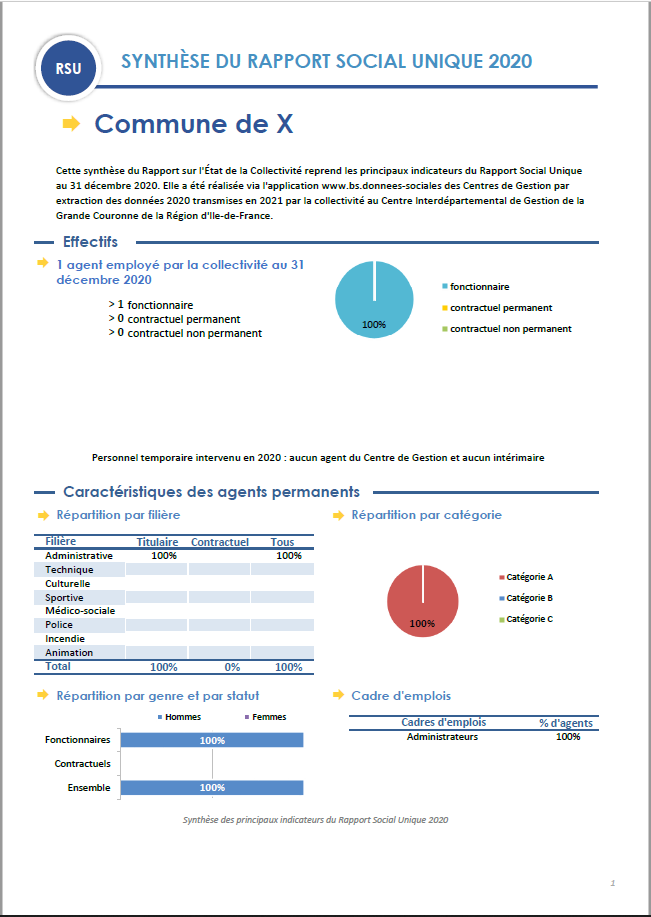 RSU
SYNTHÈSE DU RAPPORT SOCIAL UNIQUE 2020
Commune de X
Cette synthèse du Rapport sur l'État de la Collectivité reprend les principaux indicateurs du Rapport Social Unique
au 31 décembre 2020. Elle a été réalisée via l'application www.bs.donnees-sociales des Centres de Gestion par
extraction des données 2020 transmises en 2021 par la collectivité au Centre Interdépartemental de Gestion de la
Grande Couronne de la Région d'Ile-de-France.
Effectifs
1 agent employé par la collectivité au 31
décembre 2020
> 1 fonctionnaire
> 0 contractuel permanent
> 0 contractuel non permanent
100%
fonctionnaire
contractuel permanent
contractuel non permanent
Personnel temporaire intervenu en 2020 : aucun agent du Centre de Gestion et aucun intérimaire
Caractéristiques des agents permanents
Répartition par filière
Filière Titulaire Contractuel Tous
Administrative 100% 100%
Technique
Culturelle
Sportive
Médico-sociale
Police
Incendie
Animation
Total 100% 0% 100%
Répartition par catégorie
100%
Catégorie A
Catégorie B
Catégorie C
Répartition par genre et par statut
Hommes Femmes
Fonctionnaires 100%
Contractuels
Ensemble 100%
Cadre d'emplois
Cadres d'emplois % d'agents
Administrateurs 100%
Synthèse des principaux indicateurs du Rapport Social Unique 2020
1